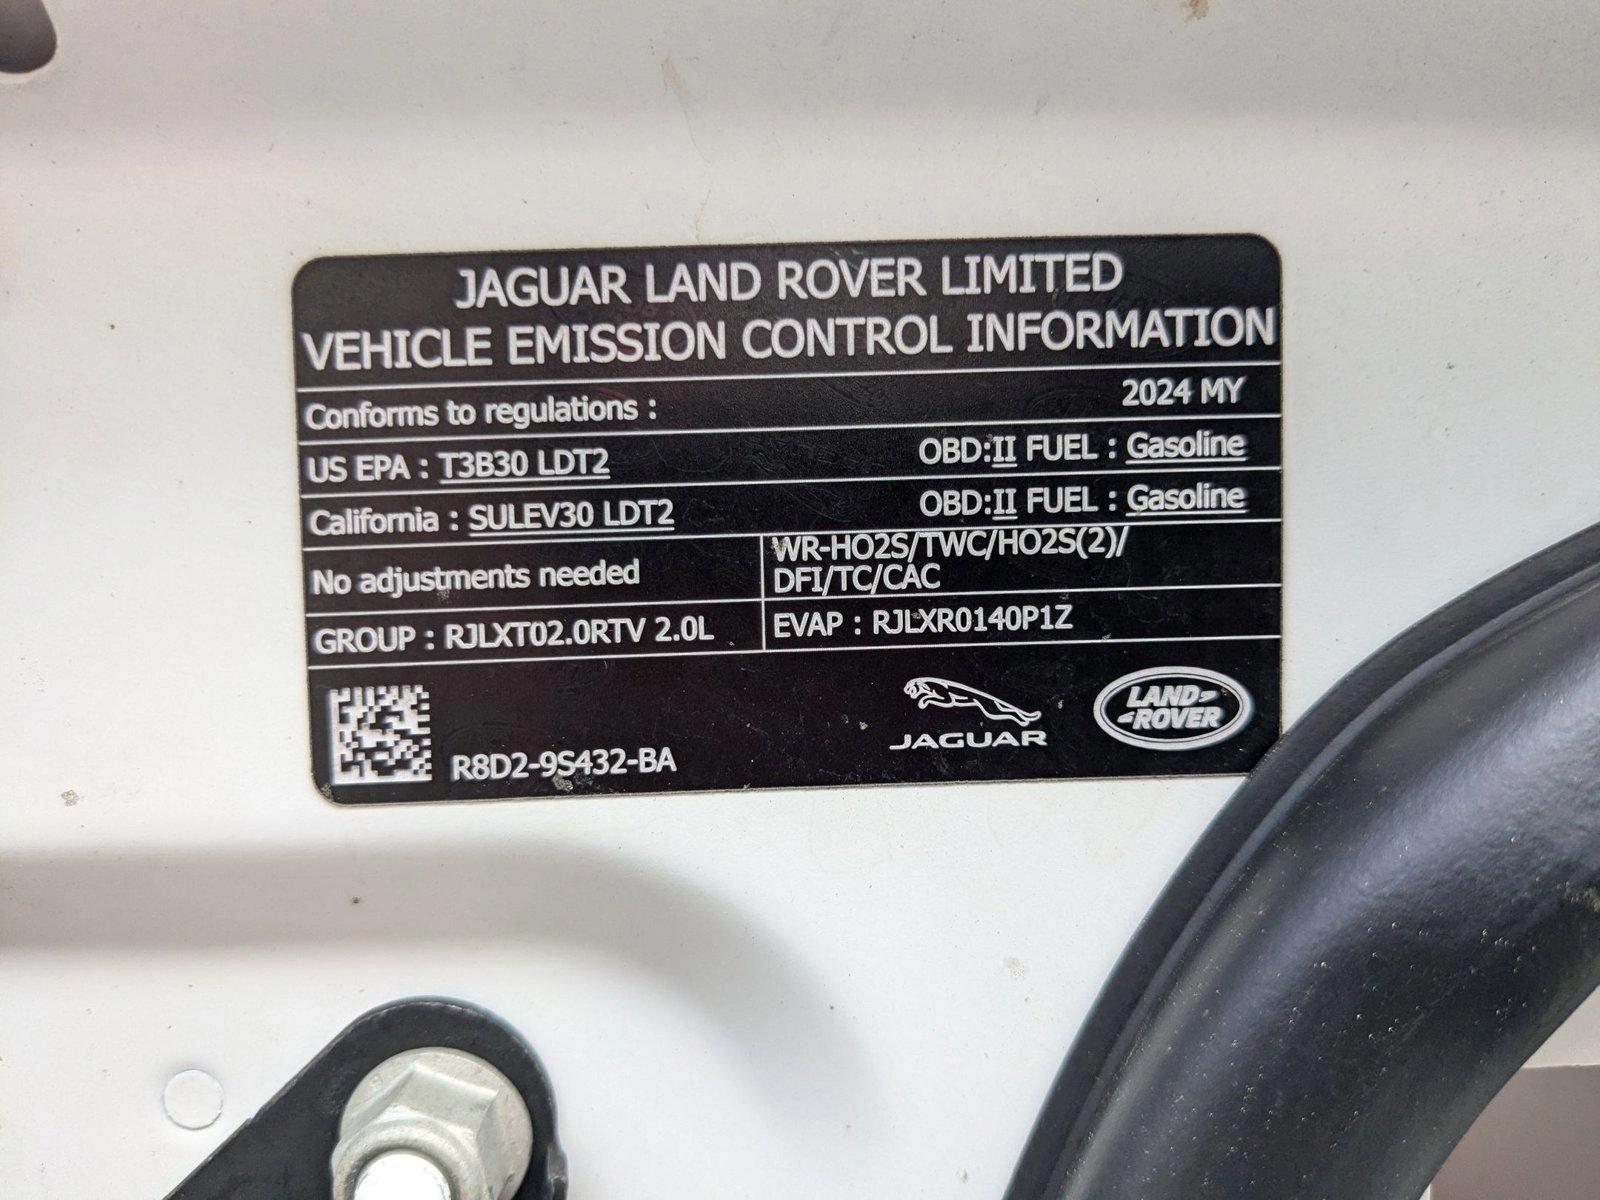 JAGUAR LAND ROVER LIMITED
VEHICLE EMISSION CONTROL INFORMATION
Conforms to regulations : 2024 MY
US EPA : T3B30 LDT2 OBD:II FUEL : Gasoline
California : SULEV30 LDT2 OBD:II FUEL : Gasoline
No adjustments needed
WR-HO2S/TWC/HO2S(2)/
DFI/TC/CAC
GROUP : RJLXT02.0RTV 2.0L
EVAP : RJLXR0140P1Z
R8D2-9S432-BA
JAGUAR
LAND-
-ROVER